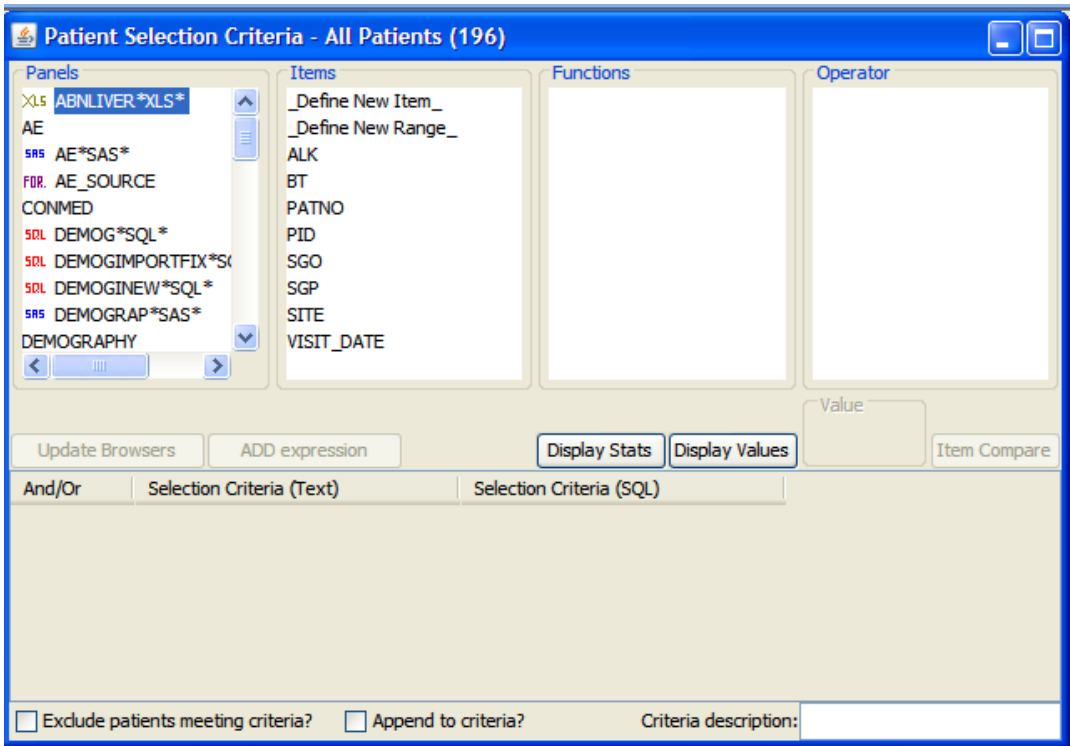 Patient Selection Criteria - All Patients (196)
Panels
XLS ABNLIVER*XLS*
AE
SAS AE*SAS*
FOR. AE_SOURCE
CONMED
SQL DEMOG*SQL*
SQL DEMOGIMPORTFIX*S
SQL DEMOGINEW*SQL*
SAS DEMOGRAP*SAS*
DEMOGRAPHY
Items
_Define New Item_
_Define New Range_
ALK
BT
PATNO
PID
SGO
SGP
SITE
VISIT_DATE
Functions
Operator
Value
Update Browsers
ADD expression
Display Stats
Display Values
Item Compare
And/Or
Selection Criteria (Text)
Selection Criteria (SQL)
Exclude patients meeting criteria?
Append to criteria?
Criteria description: